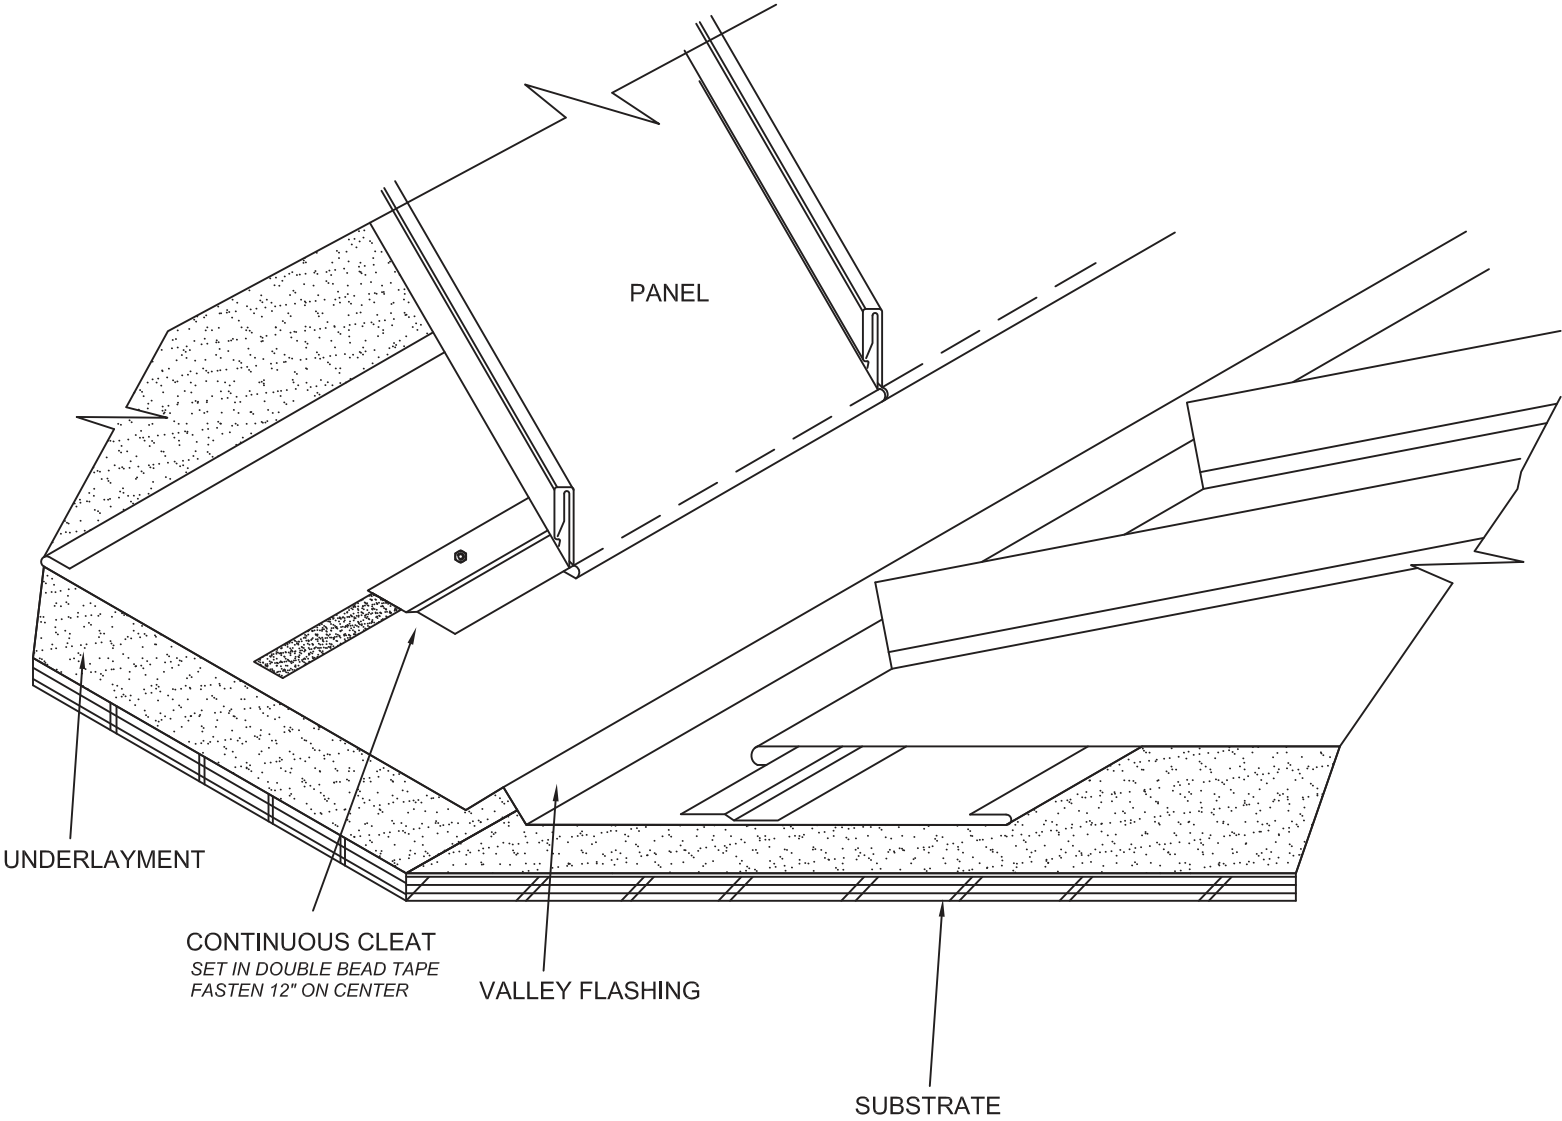 PANEL
UNDERLAYMENT
CONTINUOUS CLEAT
SET IN DOUBLE BEAD TAPE
FASTEN 12" ON CENTER
VALLEY FLASHING
SUBSTRATE